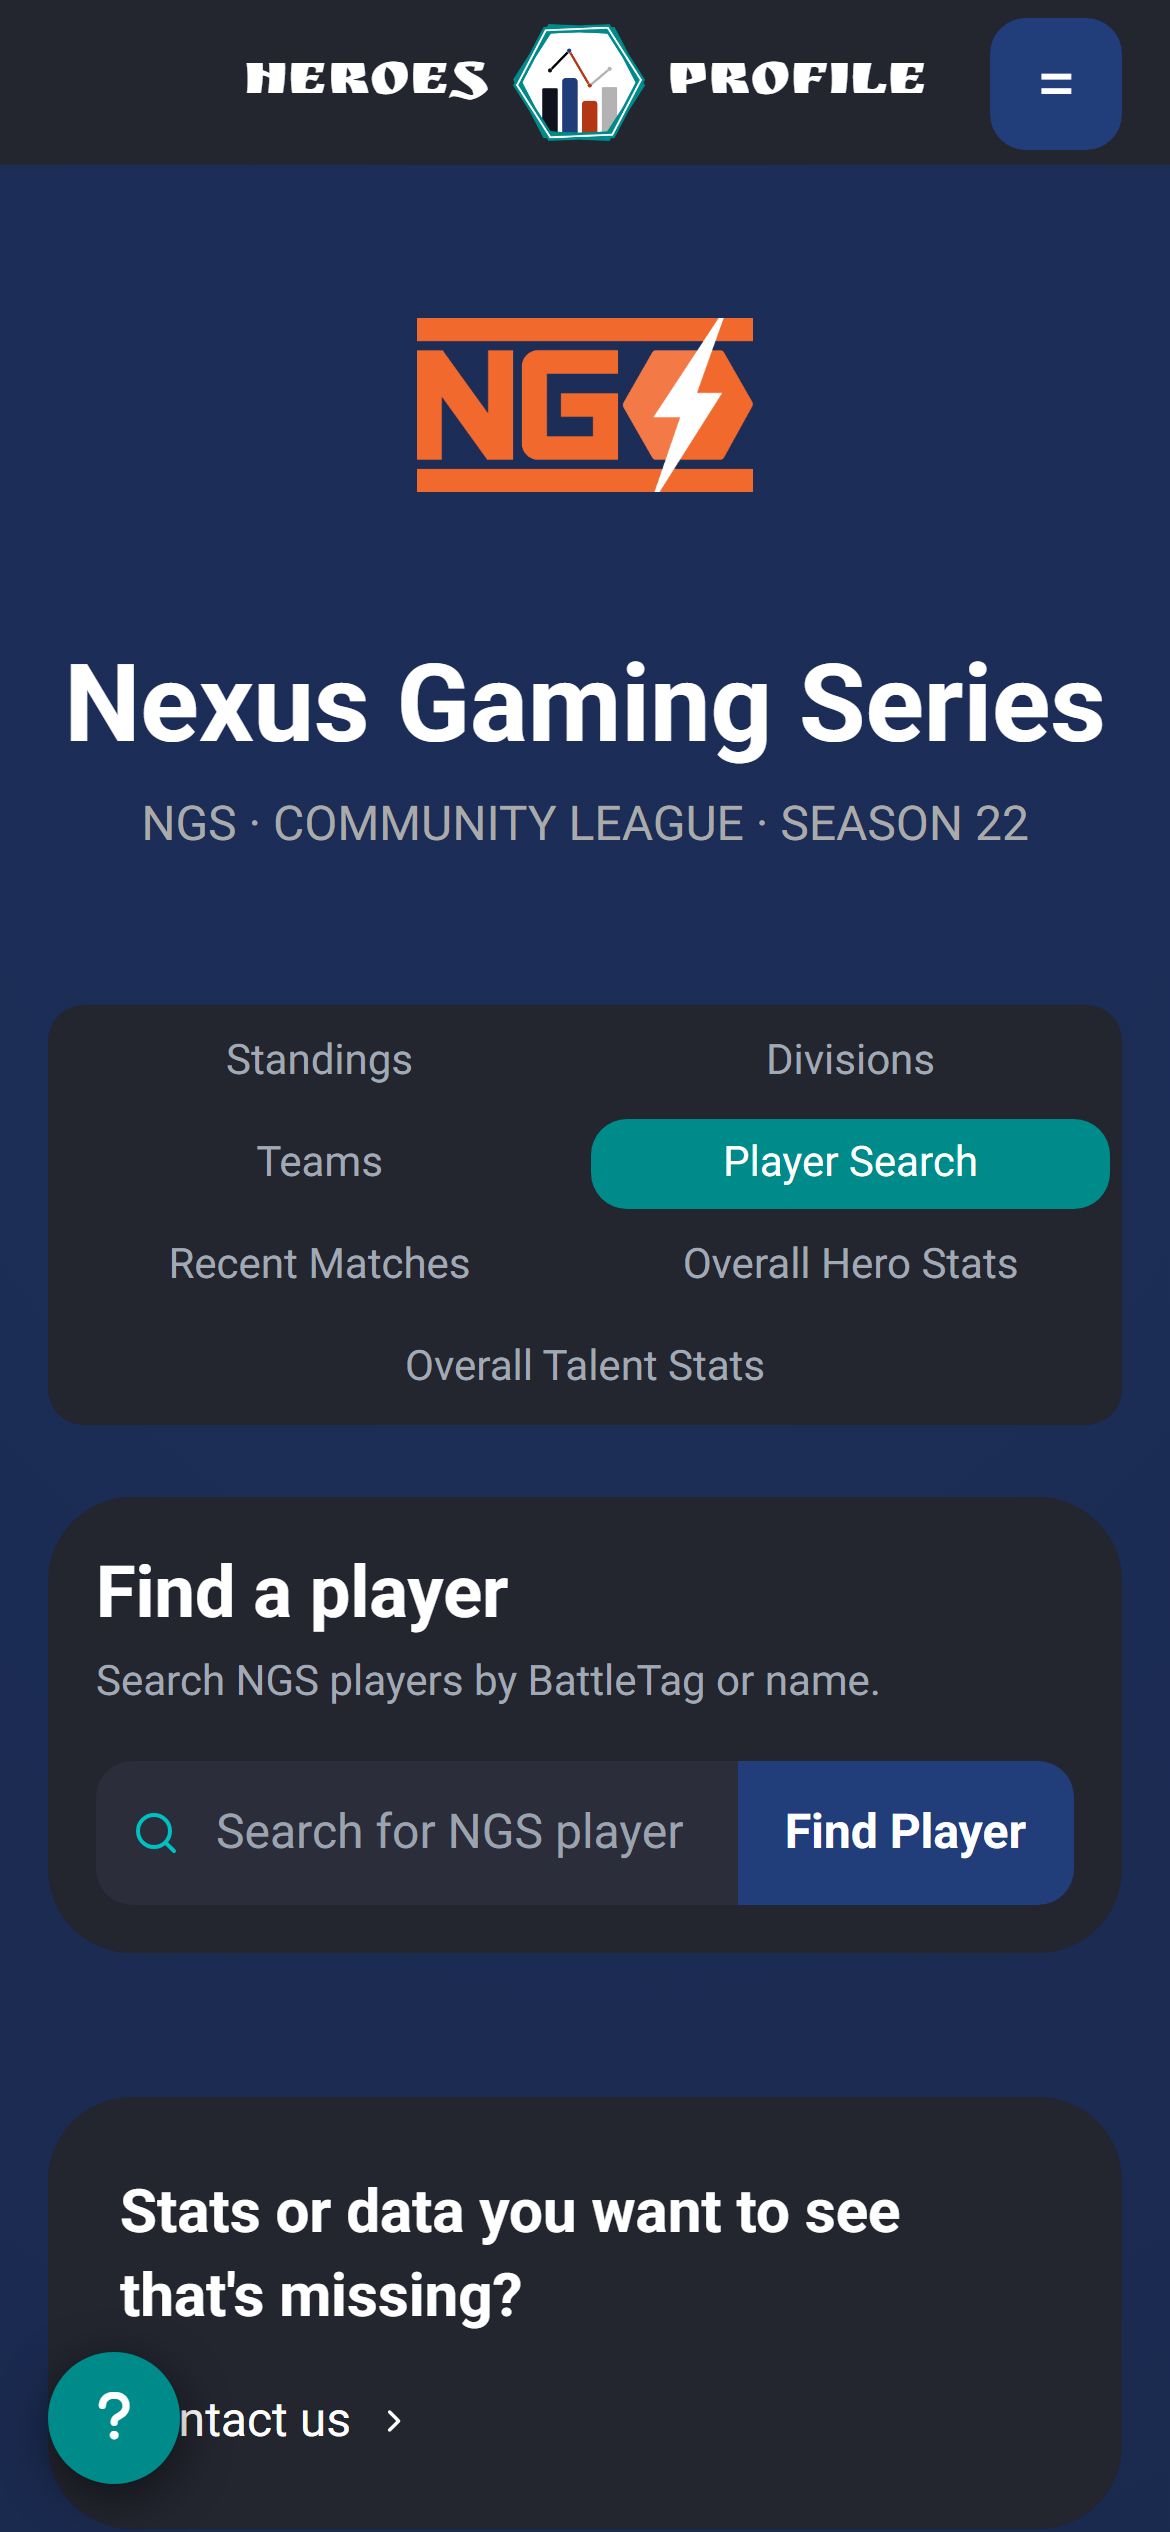 HEROES PROFILE
NG
Nexus Gaming Series
NGS · COMMUNITY LEAGUE · SEASON 22
Standings
Divisions
Teams
Player Search
Recent Matches
Overall Hero Stats
Overall Talent Stats
Find a player
Search NGS players by BattleTag or name.
Search for NGS player
Find Player
Stats or data you want to see
that's missing?
?
ntact us